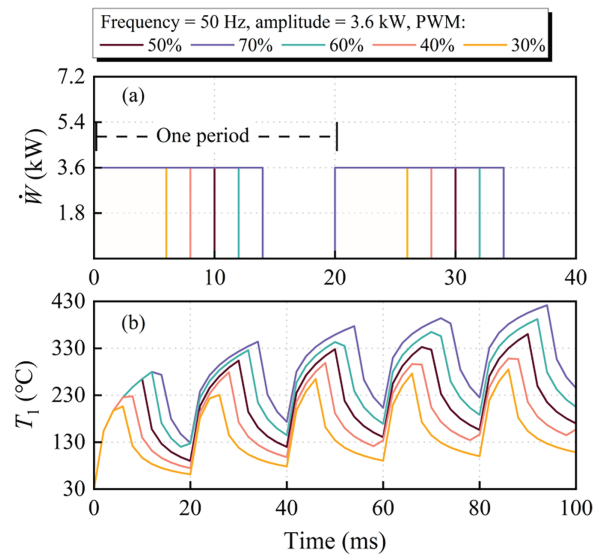 Frequency = 50 Hz, amplitude = 3.6 kW, PWM:
50% 70% 60% 40% 30%
7.2
(a)
5.4
One period
Ẇ (kW)
3.6
1.8
0 10 20 30 40
430
(b)
330
T₁ (℃)
230
130
30
0 20 40 60 80 100
Time (ms)